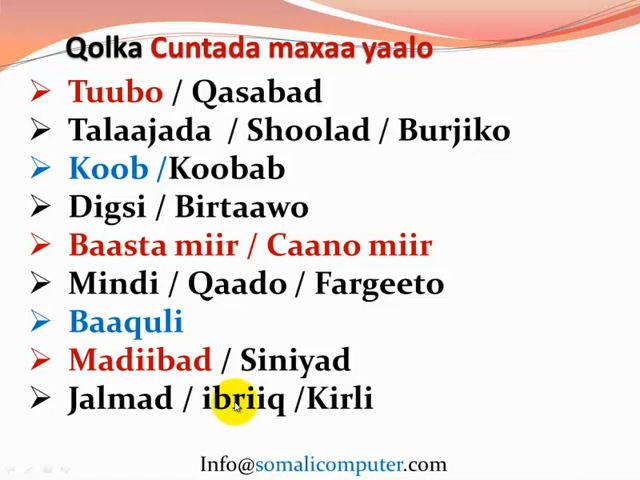 Qolka Cuntada maxaa yaalo
Tuubo / Qasabad
Talaajada / Shoolad / Burjiko
Koob /Koobab
Digsi / Birtaawo
Baasta miir / Caano miir
Mindi / Qaado / Fargeeto
Baaquli
Madiibad / Siniyad
Jalmad / ibriiq /Kirli
Info@somalicomputer.com